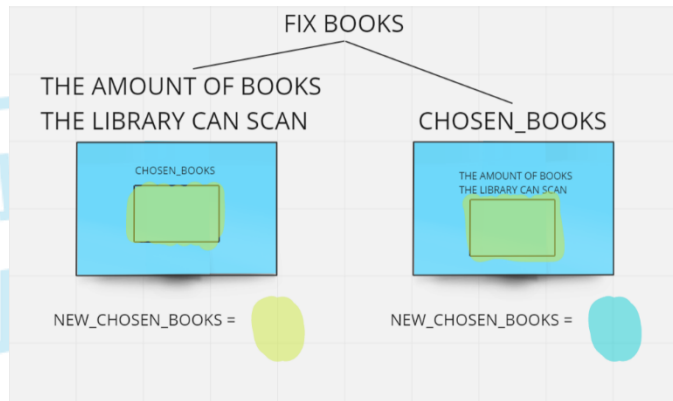 FIX BOOKS
THE AMOUNT OF BOOKS
THE LIBRARY CAN SCAN
CHOSEN_BOOKS
CHOSEN_BOOKS
THE AMOUNT OF BOOKS
THE LIBRARY CAN SCAN
NEW_CHOSEN_BOOKS =
NEW_CHOSEN_BOOKS =